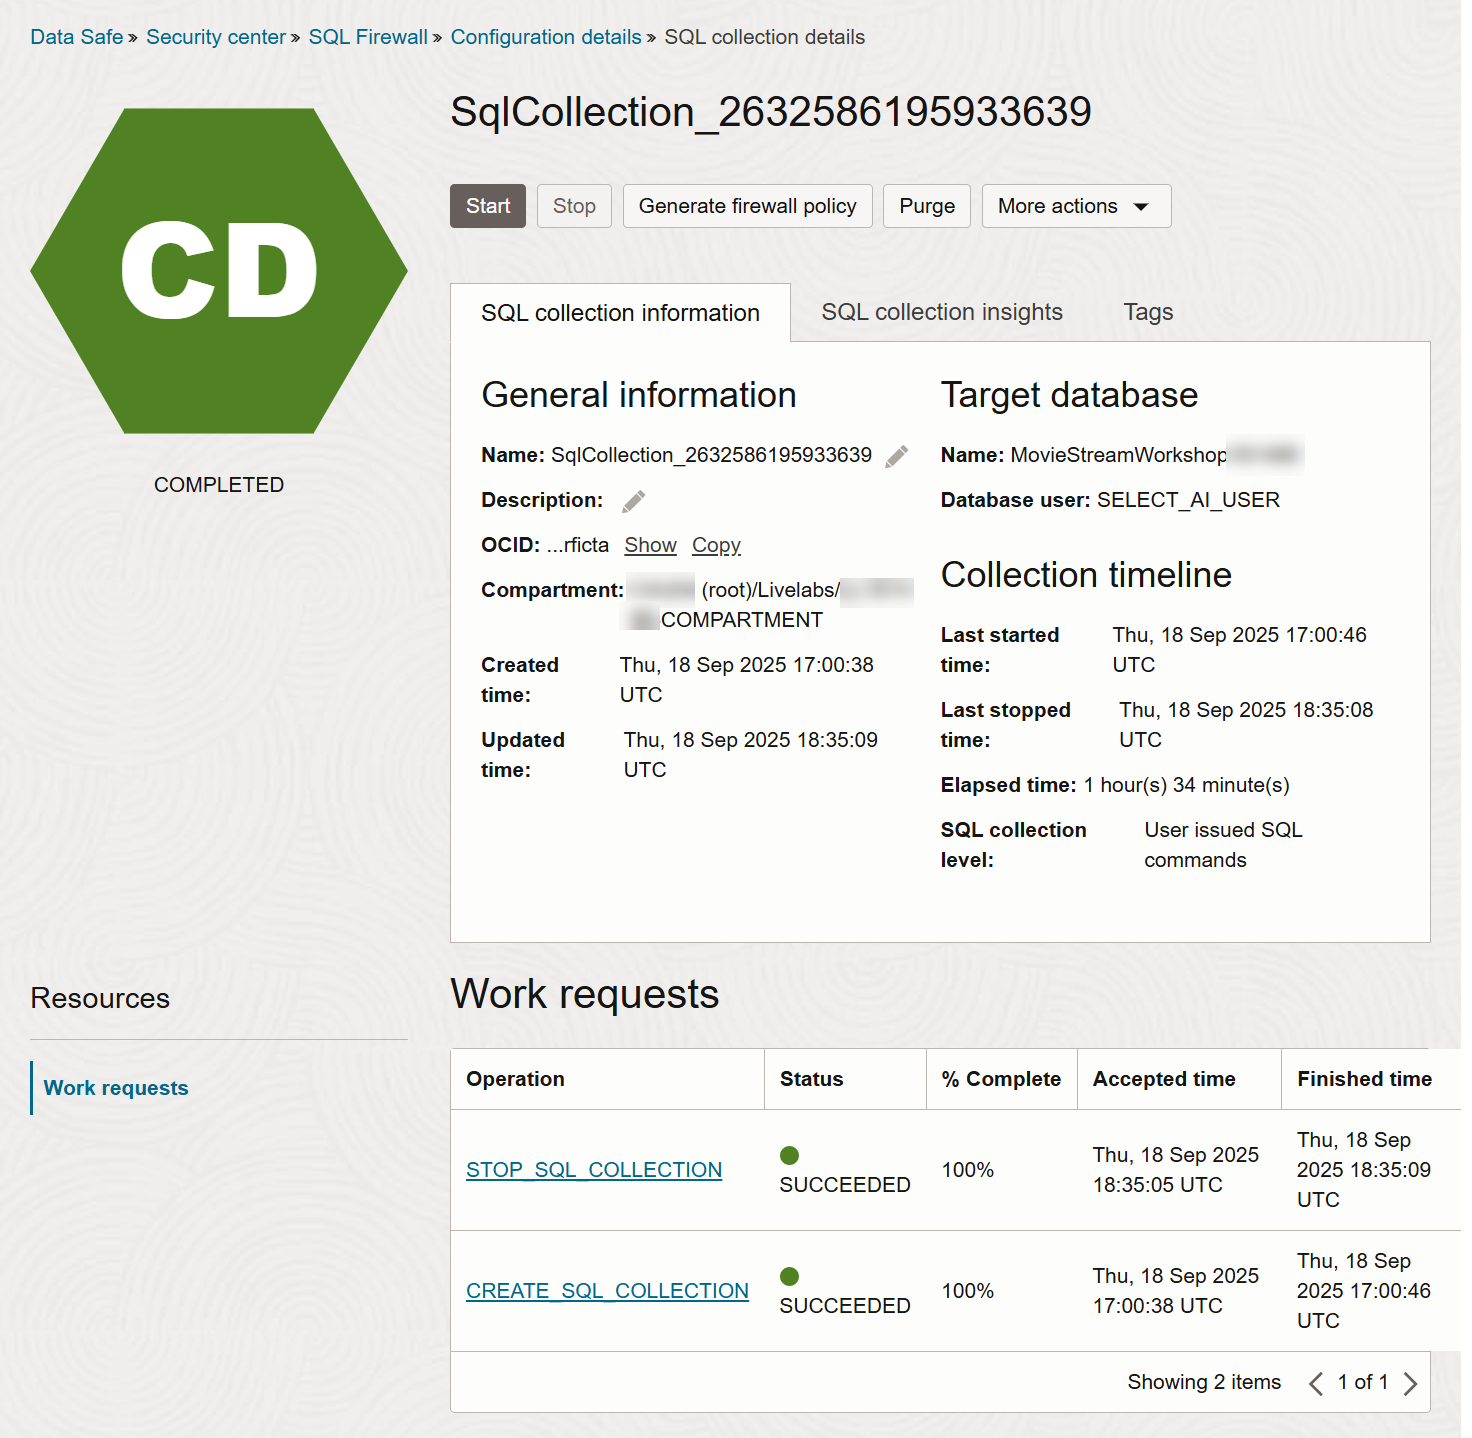 Data Safe » Security center » SQL Firewall » Configuration details » SQL collection details
CD
COMPLETED
SqlCollection_2632586195933639
Start Stop Generate firewall policy Purge More actions
SQL collection information SQL collection insights Tags
General information
Name: SqlCollection_2632586195933639
Description:
OCID: ...rficta Show Copy
Compartment: (root)/Livelabs/
COMPARTMENT
Created Thu, 18 Sep 2025 17:00:38
time: UTC
Updated Thu, 18 Sep 2025 18:35:09
time: UTC
Target database
Name: MovieStreamWorkshop
Database user: SELECT_AI_USER
Collection timeline
Last started Thu, 18 Sep 2025 17:00:46
time: UTC
Last stopped Thu, 18 Sep 2025 18:35:08
time: UTC
Elapsed time: 1 hour(s) 34 minute(s)
SQL collection User issued SQL
level: commands
Resources
Work requests
Work requests
Operation Status % Complete Accepted time Finished time
STOP_SQL_COLLECTION
SUCCEEDED
100%
Thu, 18 Sep 2025
18:35:05 UTC
Thu, 18 Sep
2025 18:35:09
UTC
CREATE_SQL_COLLECTION
SUCCEEDED
100%
Thu, 18 Sep 2025
17:00:38 UTC
Thu, 18 Sep
2025 17:00:46
UTC
Showing 2 items 1 of 1